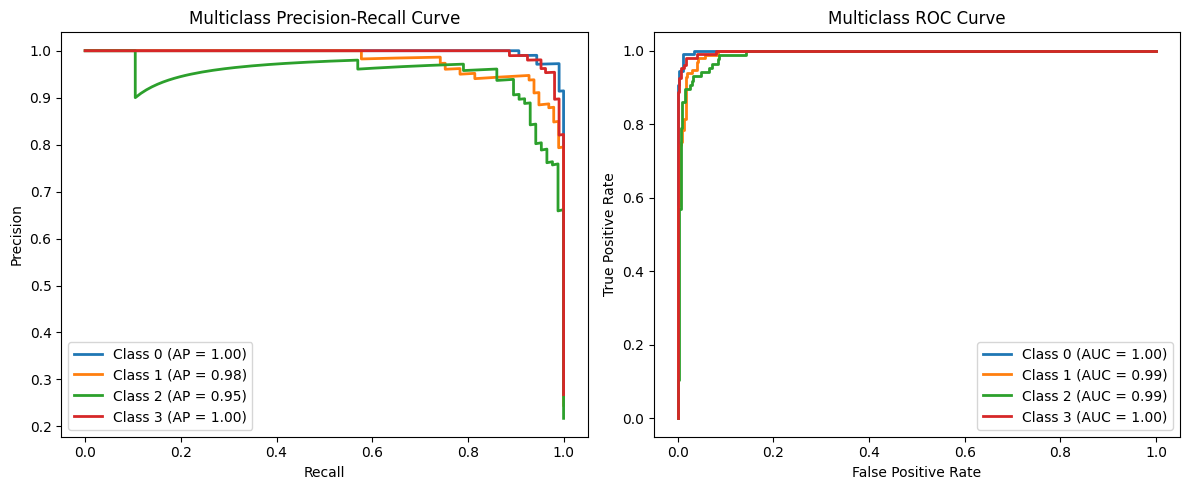 Multiclass Precision-Recall Curve
1.0
0.9
0.8
0.7
0.6
0.5
0.4
0.3
0.2
Precision
Class 0 (AP = 1.00)
Class 1 (AP = 0.98)
Class 2 (AP = 0.95)
Class 3 (AP = 1.00)
0.0 0.2 0.4 0.6 0.8 1.0
Recall
Multiclass ROC Curve
1.0
0.8
0.6
0.4
0.2
0.0
True Positive Rate
Class 0 (AUC = 1.00)
Class 1 (AUC = 0.99)
Class 2 (AUC = 0.99)
Class 3 (AUC = 1.00)
0.0 0.2 0.4 0.6 0.8 1.0
False Positive Rate